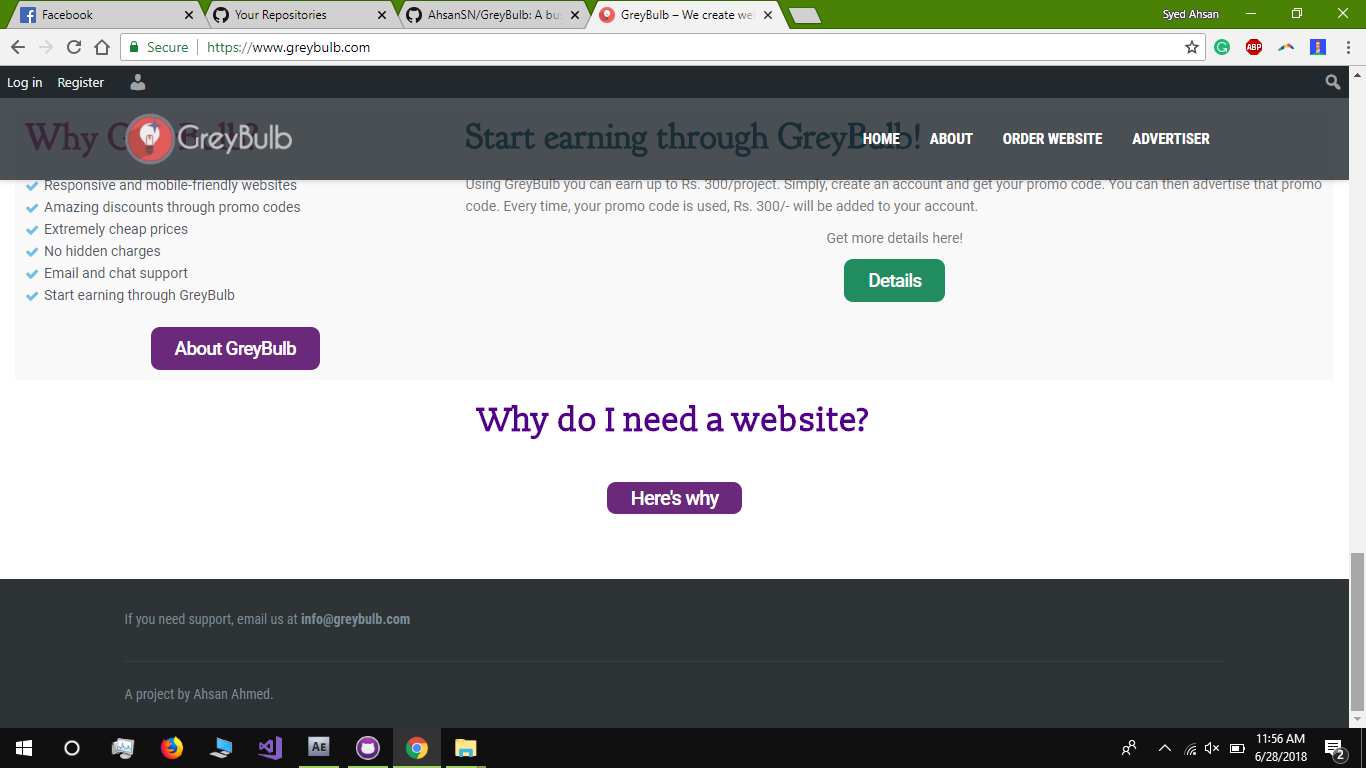 Facebook
Your Repositories
AhsanSN/GreyBulb: A bus
GreyBulb – We create we
Syed Ahsan
Secure
https://www.greybulb.com
ABP
Log in
Register
Why GreyBulb?
GreyBulb
Start earning through GreyBulb!
HOME
ABOUT
ORDER WEBSITE
ADVERTISER
Responsive and mobile-friendly websites
Amazing discounts through promo codes
Extremely cheap prices
No hidden charges
Email and chat support
Start earning through GreyBulb
About GreyBulb
Using GreyBulb you can earn up to Rs. 300/project. Simply, create an account and get your promo code. You can then advertise that promo
code. Every time, your promo code is used, Rs. 300/- will be added to your account.
Get more details here!
Details
Why do I need a website?
Here's why
If you need support, email us at info@greybulb.com
A project by Ahsan Ahmed.
AE
11:56 AM
6/28/2018
2